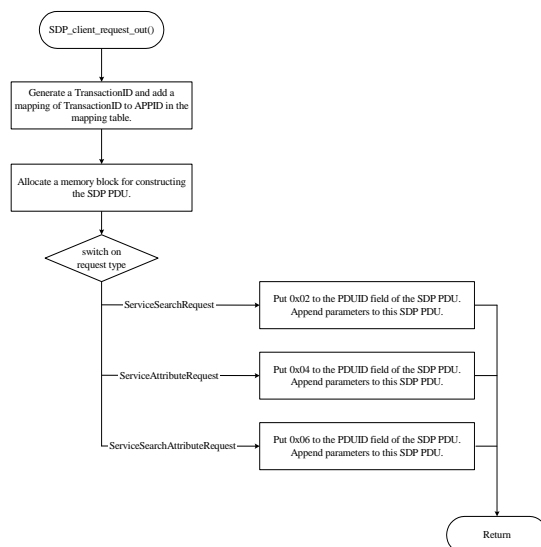 SDP_client_request_out()
Generate a TransactionID and add a
mapping of TransactionID to APPID in the
mapping table.
Allocate a memory block for constructing
the SDP PDU.
switch on
request type
ServiceSearchRequest
Put 0x02 to the PDUID field of the SDP PDU.
Append parameters to this SDP PDU.
ServiceAttributeRequest
Put 0x04 to the PDUID field of the SDP PDU.
Append parameters to this SDP PDU.
ServiceSearchAttributeRequest
Put 0x06 to the PDUID field of the SDP PDU.
Append parameters to this SDP PDU.
Return